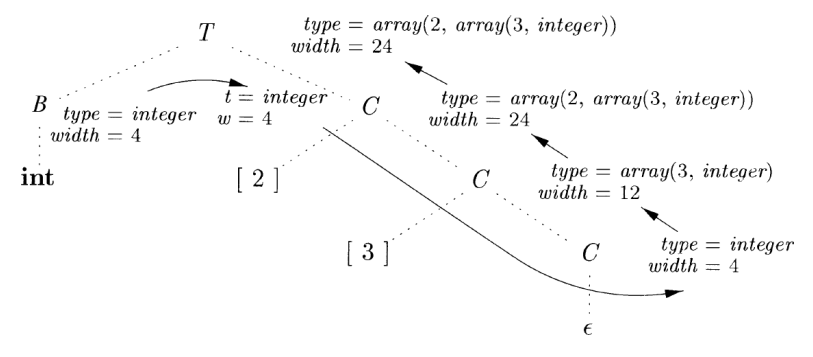 T
type = array(2, array(3, integer))
width = 24
B
type = integer
width = 4
t = integer
w = 4
C
type = array(2, array(3, integer))
width = 24
int
[ 2 ]
C
type = array(3, integer)
width = 12
[ 3 ]
C
type = integer
width = 4
ϵ